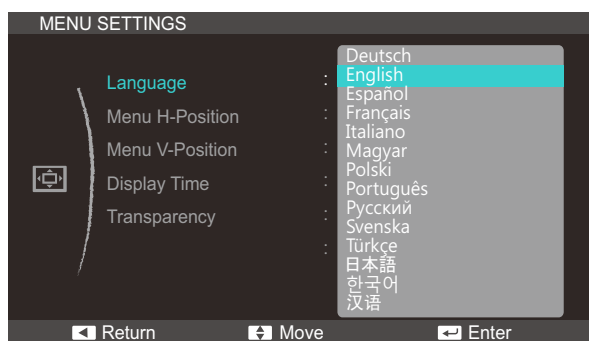 MENU SETTINGS
Language :
Menu H-Position :
Menu V-Position :
Display Time :
Transparency :
:
Deutsch
English
Español
Français
Italiano
Magyar
Polski
Português
Русский
Svenska
Türkçe
日本語
한국어
汉语
Return Move Enter